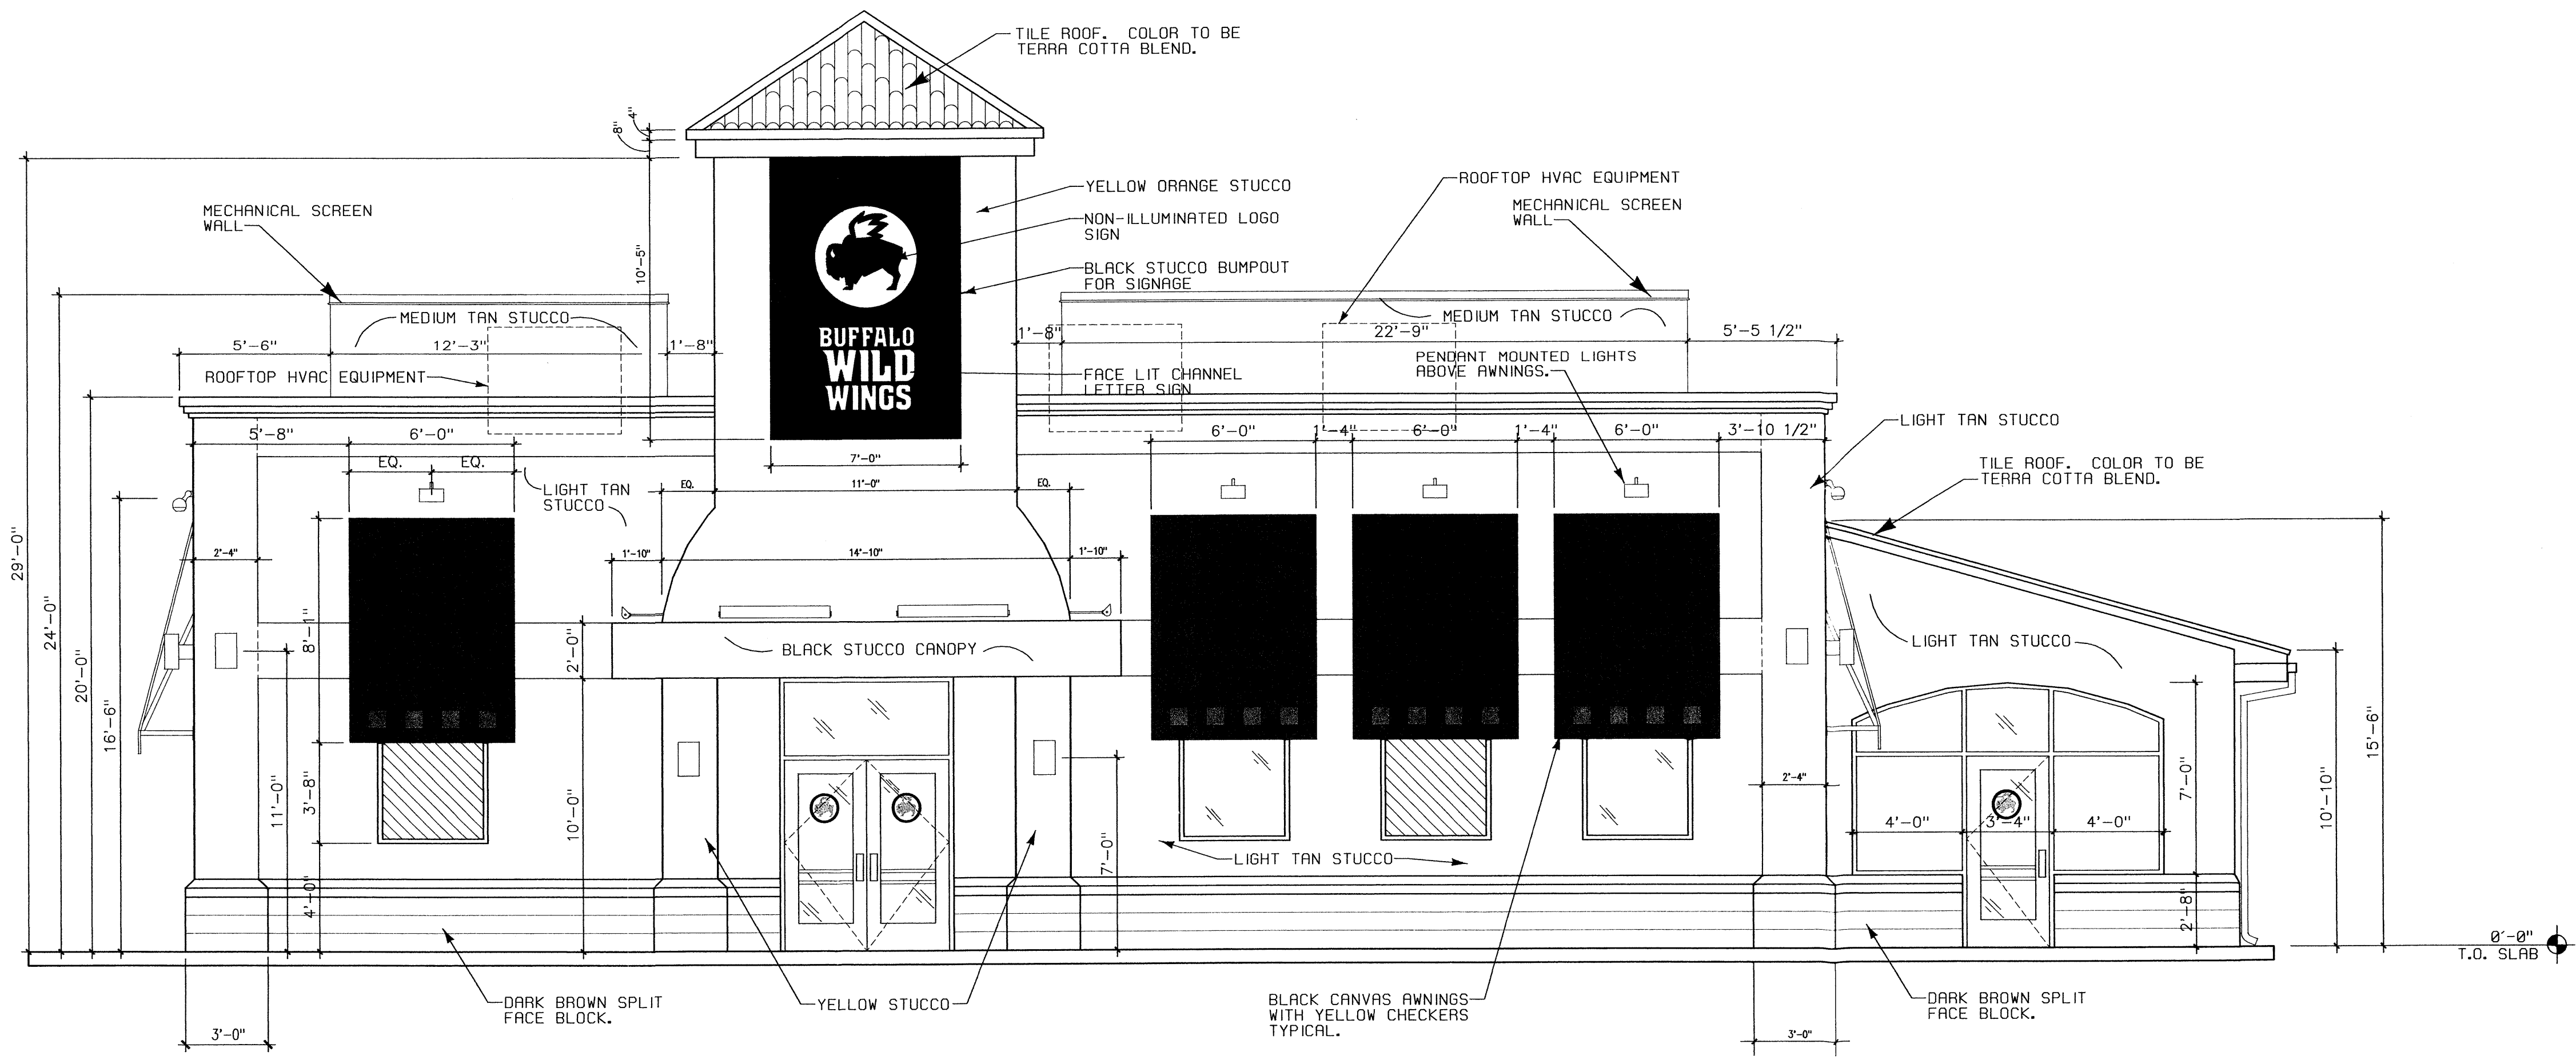 TILE ROOF. COLOR TO BE
TERRA COTTA BLEND.
4"
8"
YELLOW ORANGE STUCCO
ROOFTOP HVAC EQUIPMENT
MECHANICAL SCREEN
WALL
NON-ILLUMINATED LOGO
SIGN
MECHANICAL SCREEN
WALL
10'-5"
BLACK STUCCO BUMPOUT
FOR SIGNAGE
MEDIUM TAN STUCCO
MEDIUM TAN STUCCO
BUFFALO
WILD
WINGS
5'-6"
12'-3"
1'-8"
1'-8"
22'-9"
5'-5 1/2"
PENDANT MOUNTED LIGHTS
ABOVE AWNINGS.
ROOFTOP HVAC EQUIPMENT
FACE LIT CHANNEL
LETTER SIGN
LIGHT TAN STUCCO
5'-8"
6'-0"
6'-0"
1'-4"
6'-0"
1'-4"
6'-0"
3'-10 1/2"
EQ.
EQ.
7'-0"
TILE ROOF. COLOR TO BE
TERRA COTTA BLEND.
LIGHT TAN
STUCCO
EQ.
11'-0"
EQ.
29'-0"
24'-0"
20'-0"
16'-6"
2'-4"
1'-10"
14'-10"
1'-10"
8'-1"
2'-0"
BLACK STUCCO CANOPY
LIGHT TAN STUCCO
15'-6"
10'-10"
11'-0"
3'-8"
10'-0"
7'-0"
2'-4"
7'-0"
4'-0"
3'-4"
4'-0"
LIGHT TAN STUCCO
4'-0"
2'-8"
0'-0"
T.O. SLAB
DARK BROWN SPLIT
FACE BLOCK.
YELLOW STUCCO
BLACK CANVAS AWNINGS
WITH YELLOW CHECKERS
TYPICAL.
DARK BROWN SPLIT
FACE BLOCK.
3'-0"
3'-0"